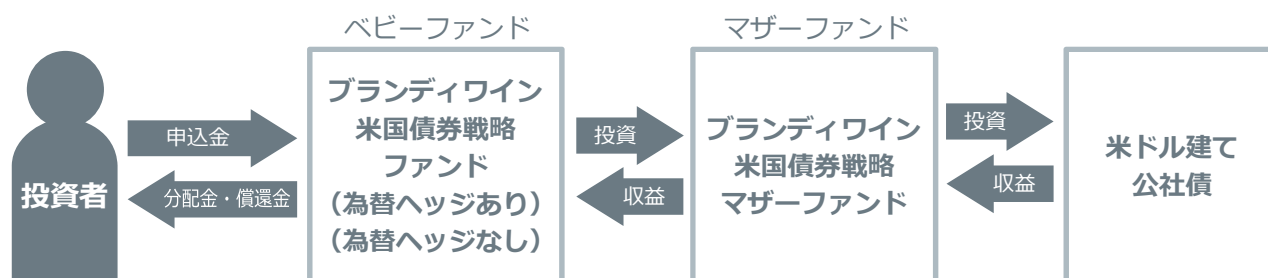 ベビーファンド
マザーファンド
投資者
申込金
分配金・償還金
ブランディワイン
米国債券戦略
ファンド
（為替ヘッジあり）
（為替ヘッジなし）
投資
収益
ブランディワイン
米国債券戦略
マザーファンド
投資
収益
米ドル建て
公社債